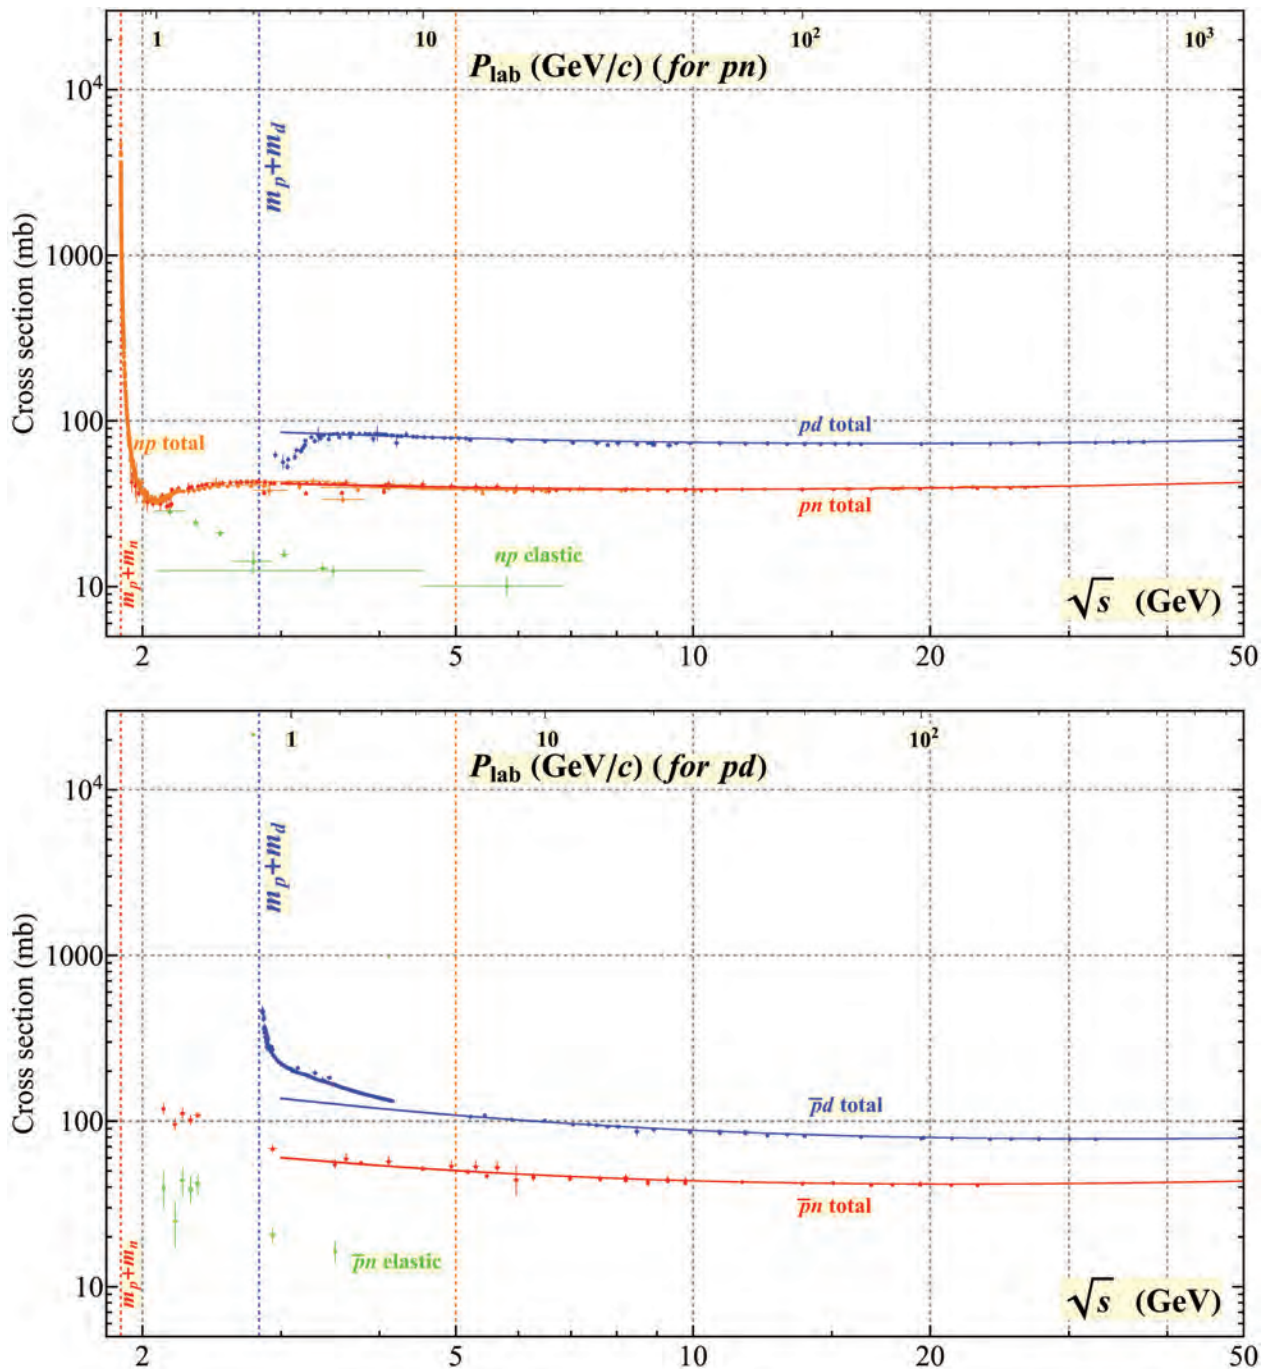 1 10 10² 10³
P_lab (GeV/c) (for pn)
10⁴
m_p+m_d
Cross section (mb)
1000
100
np total
pd total
pn total
np elastic
m_p+m_n
10
√s (GeV)
2 5 10 20 50
1 10 10²
P_lab (GeV/c) (for pd)
10⁴
m_p+m_d
Cross section (mb)
1000
100
p̅d total
p̅n total
p̅n elastic
m_p+m_n
10
√s (GeV)
2 5 10 20 50